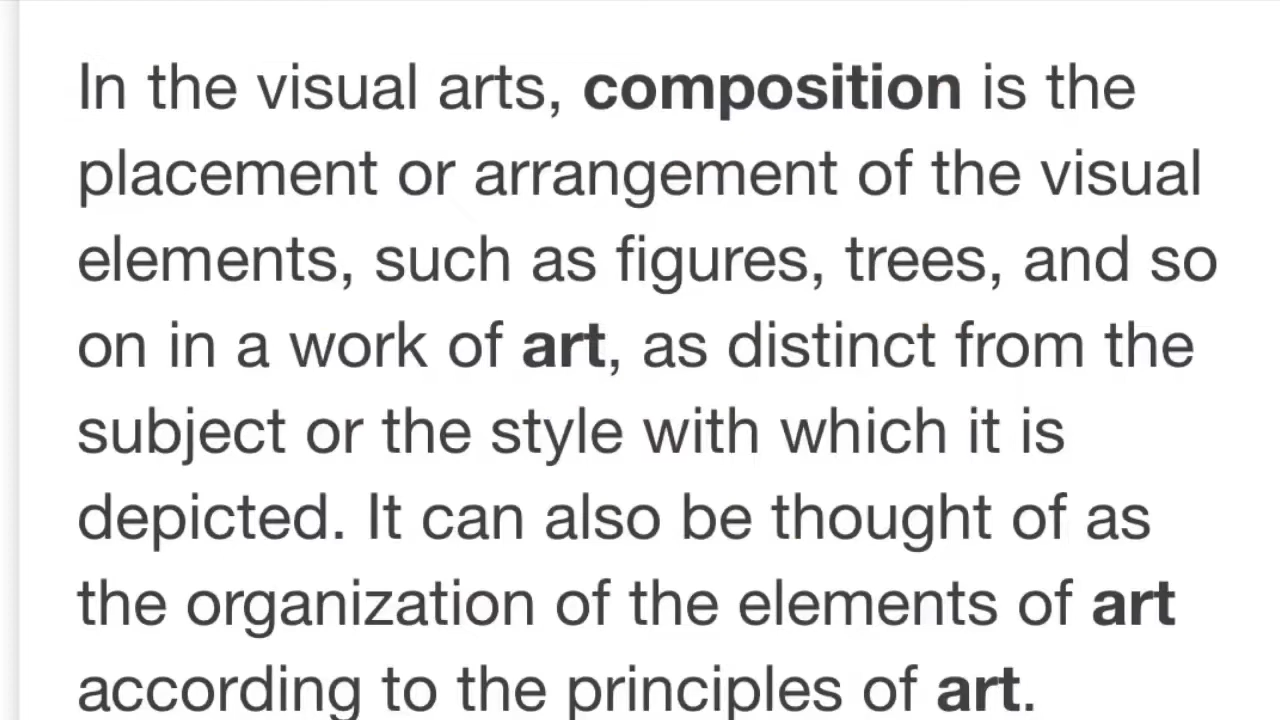 In the visual arts, composition is the
placement or arrangement of the visual
elements, such as figures, trees, and so
on in a work of art, as distinct from the
subject or the style with which it is
depicted. It can also be thought of as
the organization of the elements of art
according to the principles of art.